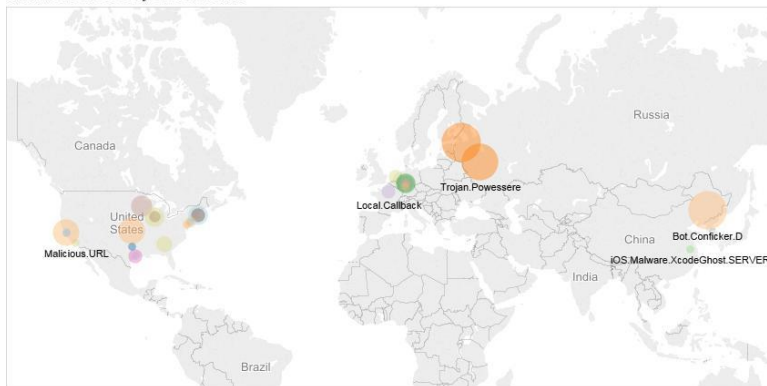 Canada
Russia
Trojan.Powessere
Local.Callback
United
States
Malicious.URL
China
Bot.Conficker.D
iOS.Malware.XcodeGhost.SERVER
India
Brazil